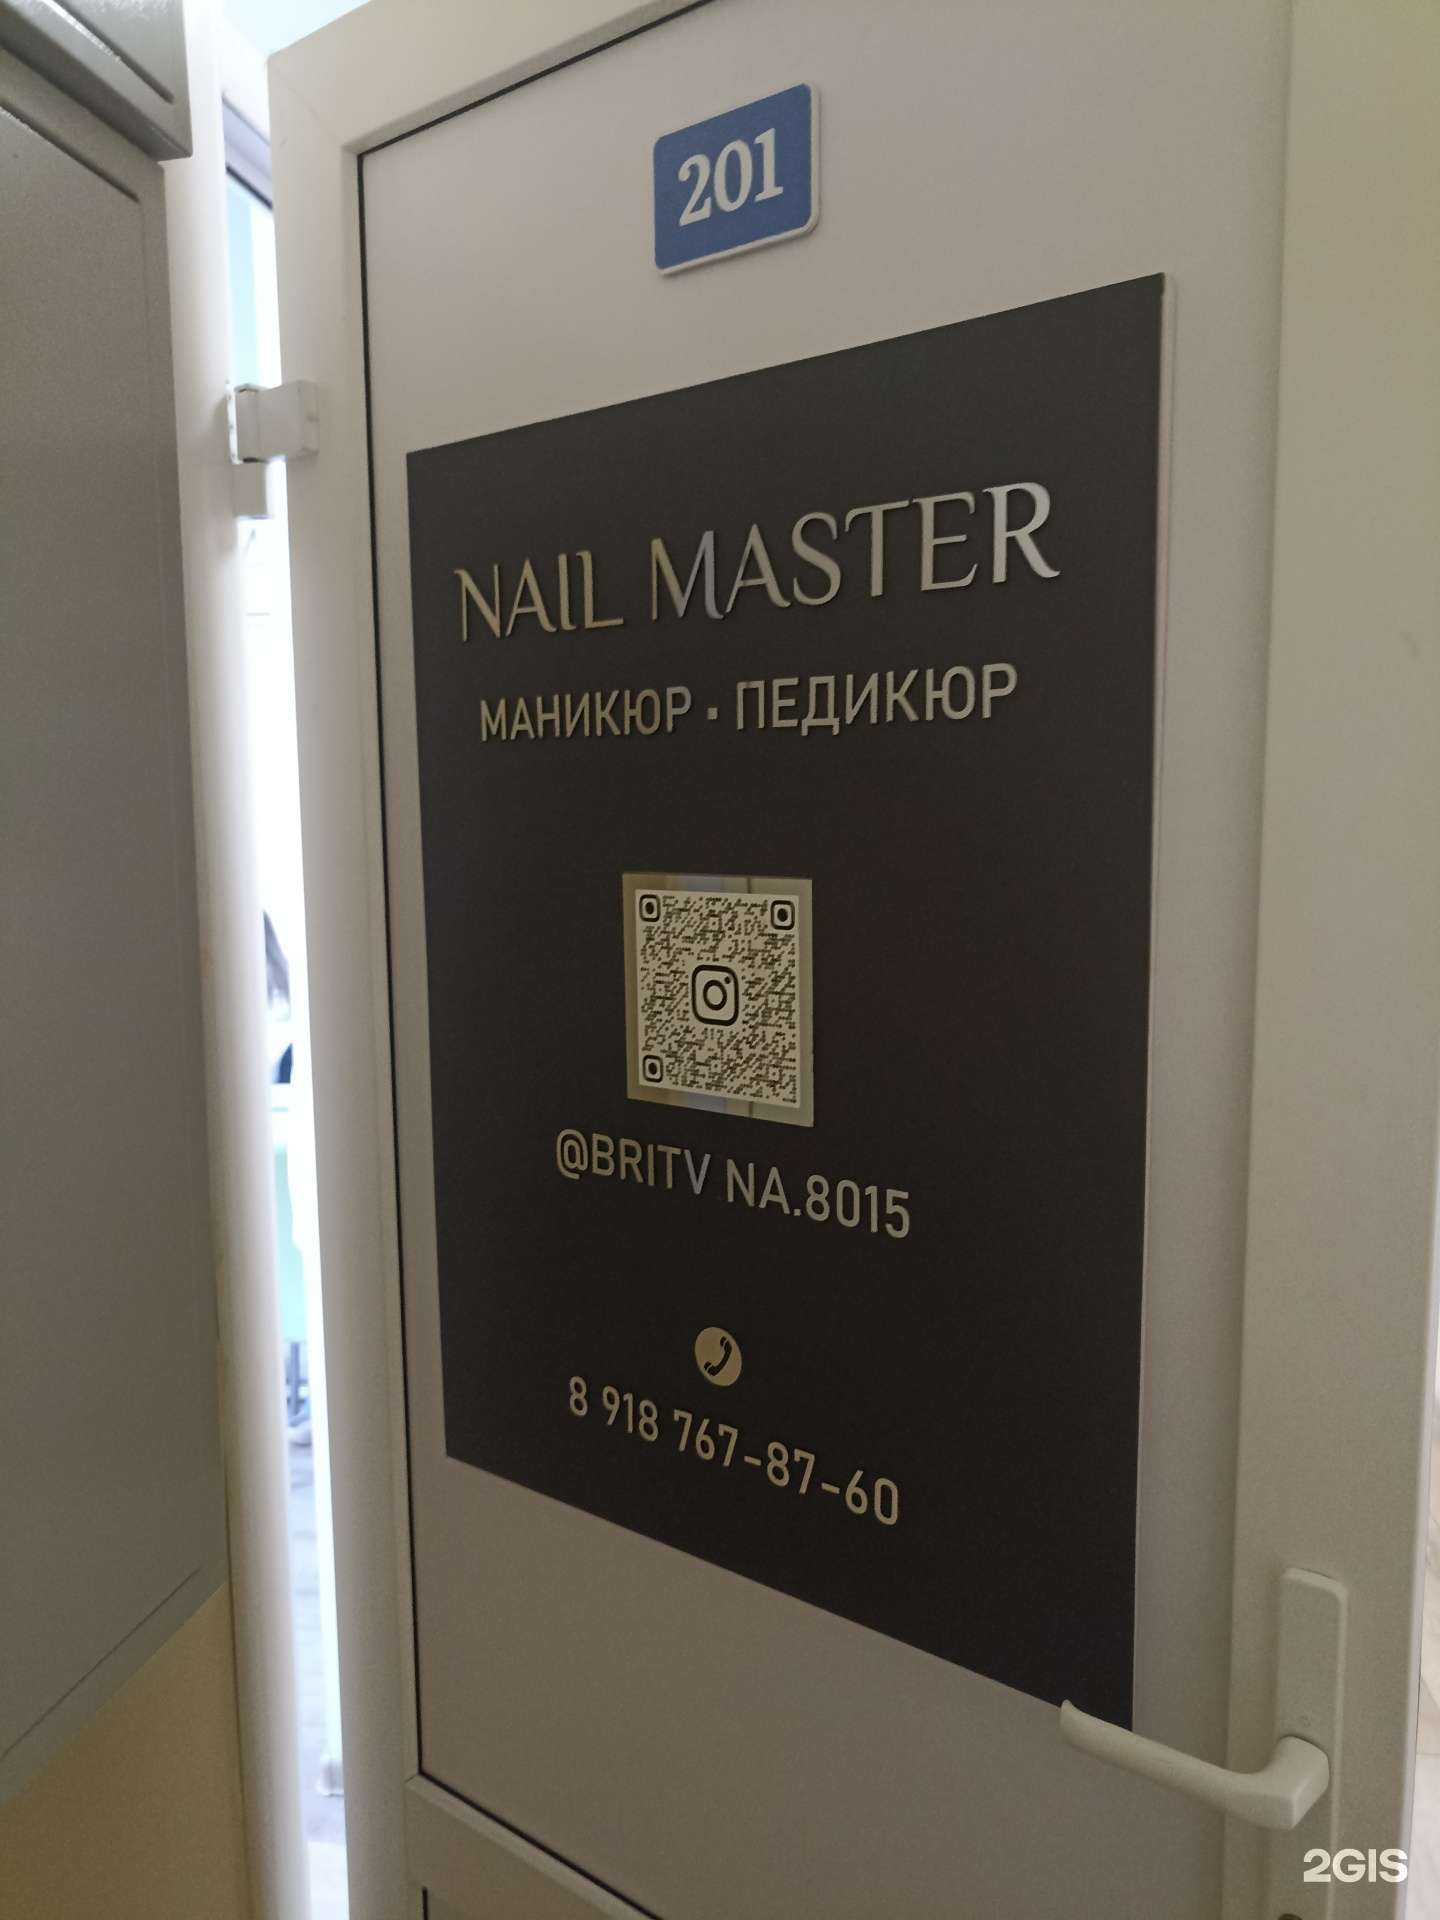 201
NAIL MASTER
МАНИКЮР · ПЕДИКЮР
@BRITV NA.8015
8 918 767-87-60
2GIS